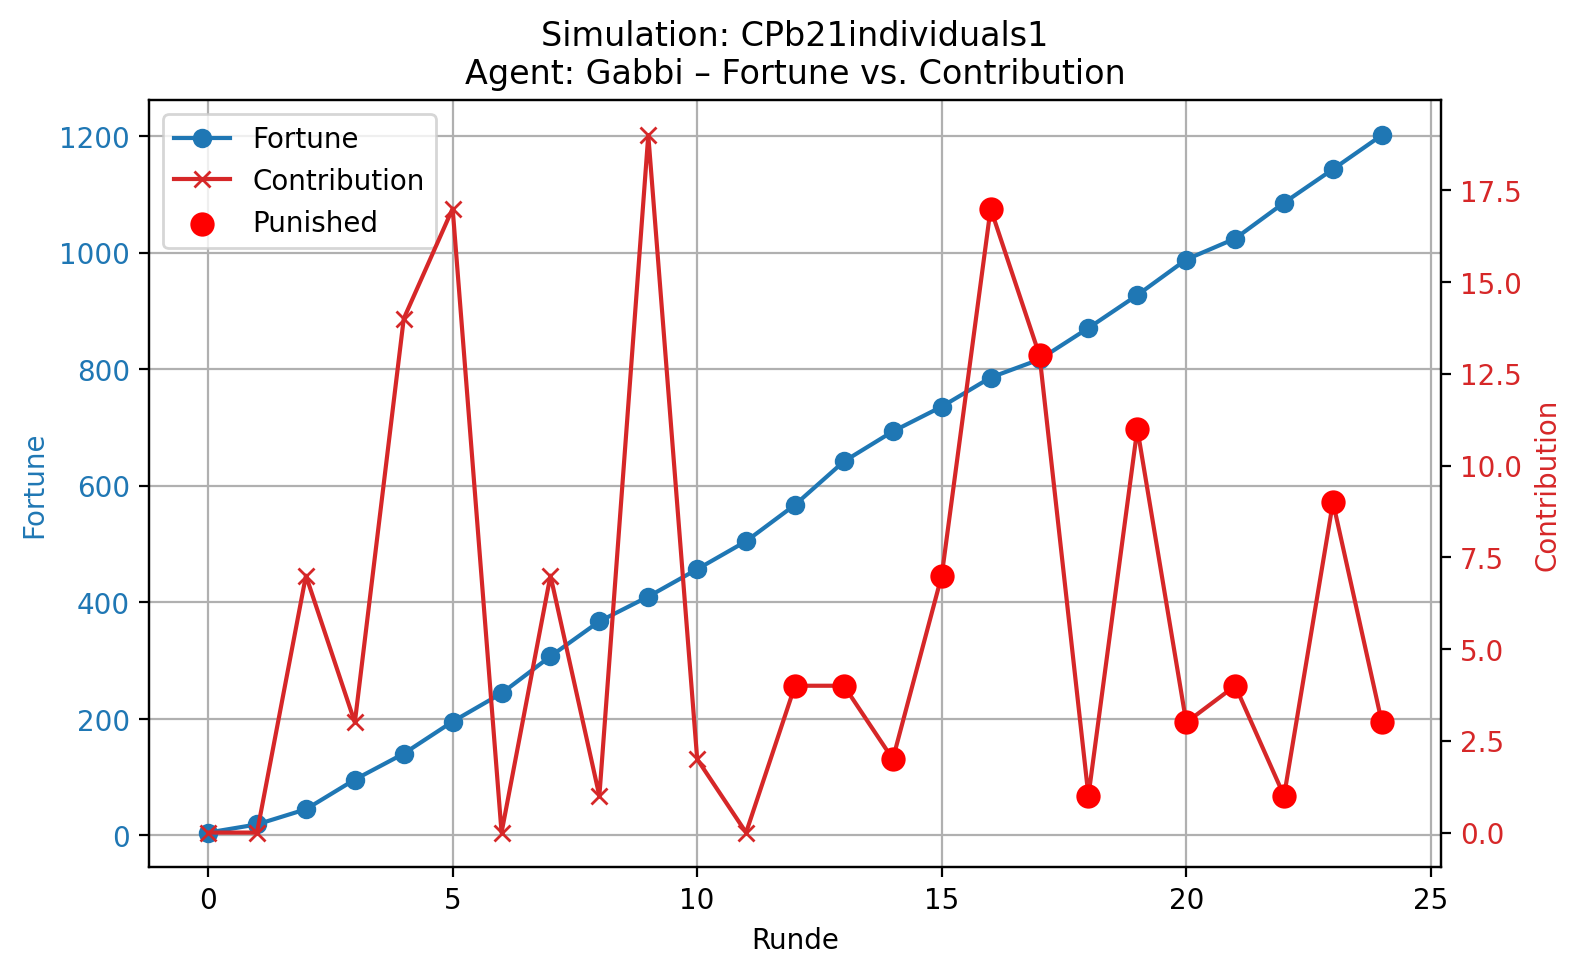 Simulation: CPb21individuals1
Agent: Gabbi – Fortune vs. Contribution
Fortune
Contribution
Punished
1200
1000
800
600
400
200
0
Fortune
17.5
15.0
12.5
10.0
7.5
5.0
2.5
0.0
Contribution
0 5 10 15 20 25
Runde